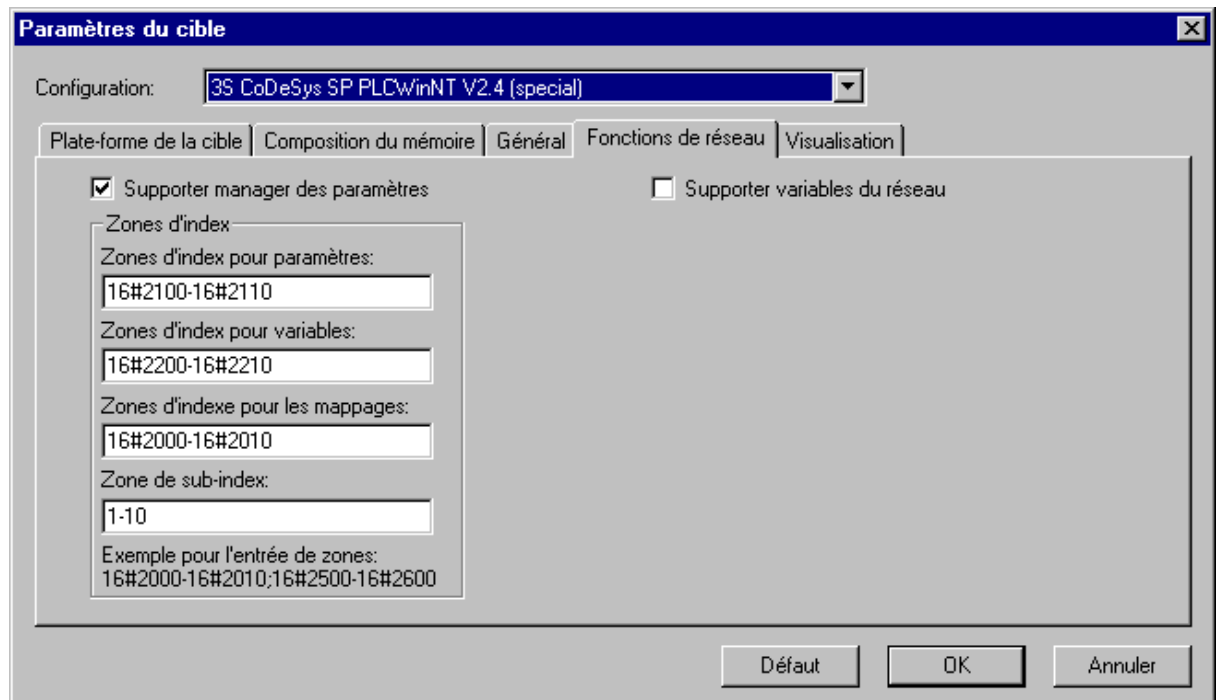 Paramètres du cible
Configuration: 3S CoDeSys SP PLCWinNT V2.4 (special)
Plate-forme de la cible Composition du mémoire Général Fonctions de réseau Visualisation
Supporter manager des paramètres Supporter variables du réseau
Zones d'index
Zones d'index pour paramètres:
16#2100-16#2110
Zones d'index pour variables:
16#2200-16#2210
Zones d'indexe pour les mappages:
16#2000-16#2010
Zone de sub-index:
1-10
Exemple pour l'entrée de zones:
16#2000-16#2010;16#2500-16#2600
Défaut OK Annuler